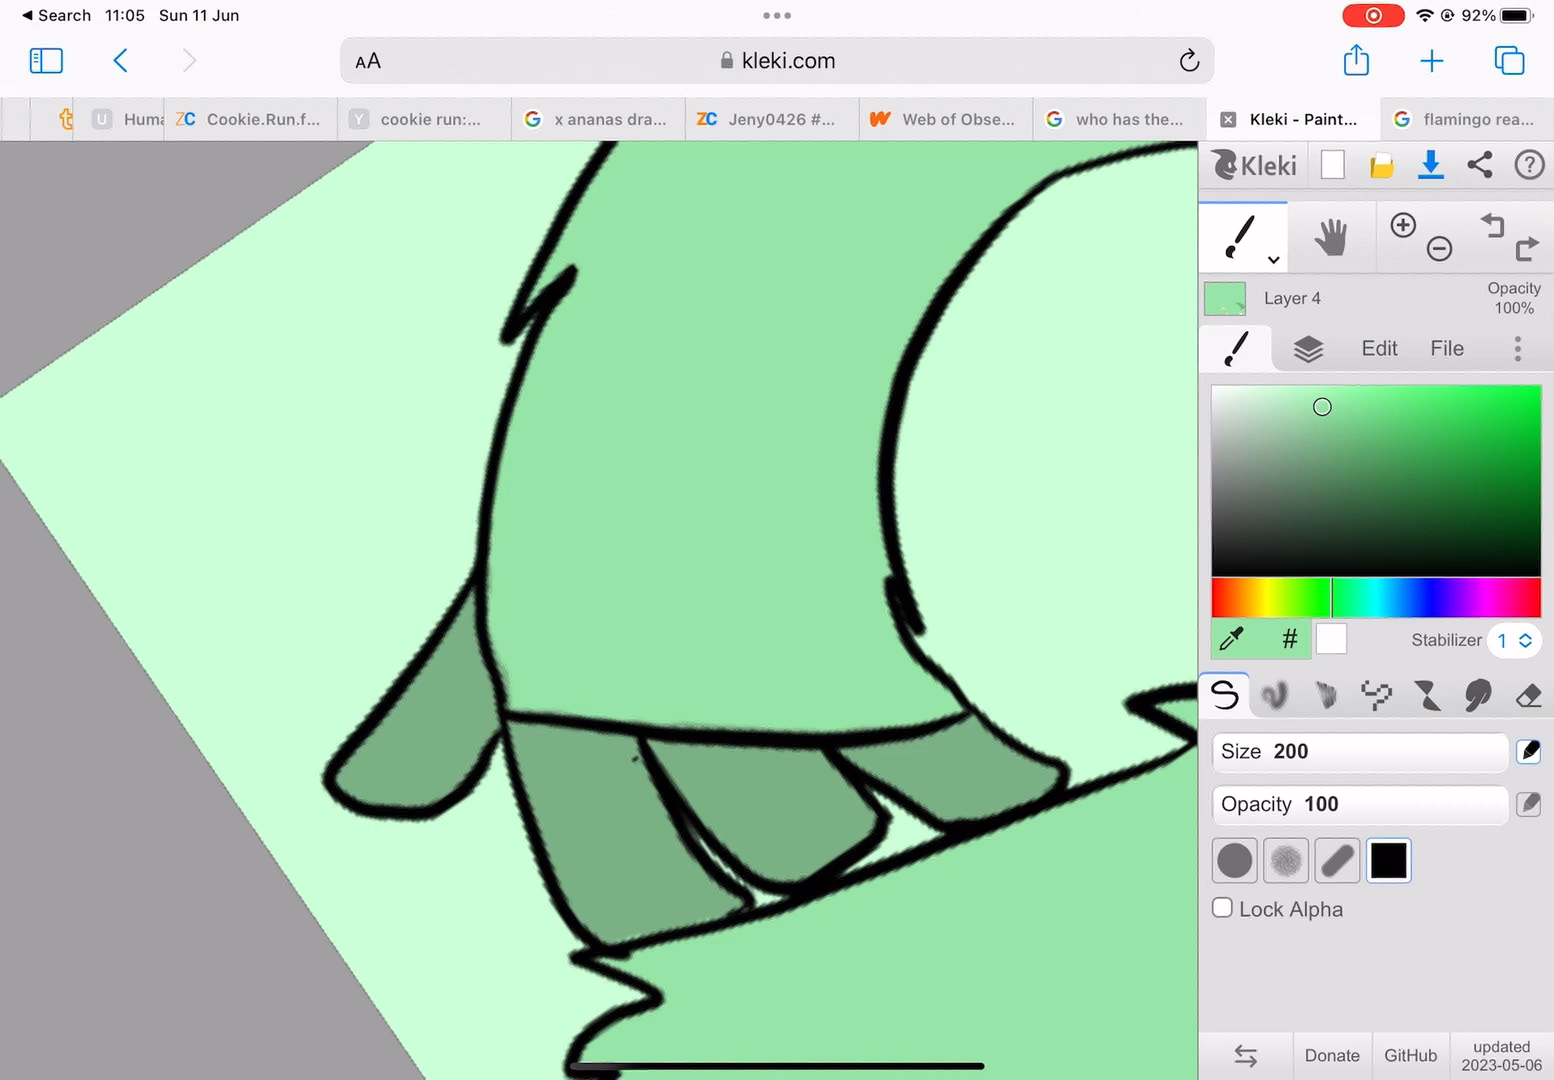 Search 11:05 Sun 11 Jun
92%
AA kleki.com
Huma Cookie.Run.f... cookie run:... x ananas dra... Jeny0426 #... Web of Obse... who has the... Kleki - Paint... flamingo rea...
Kleki
Layer 4
Opacity
100%
Edit File
# Stabilizer 1
Size 200
Opacity 100
Lock Alpha
Donate GitHub updated
2023-05-06